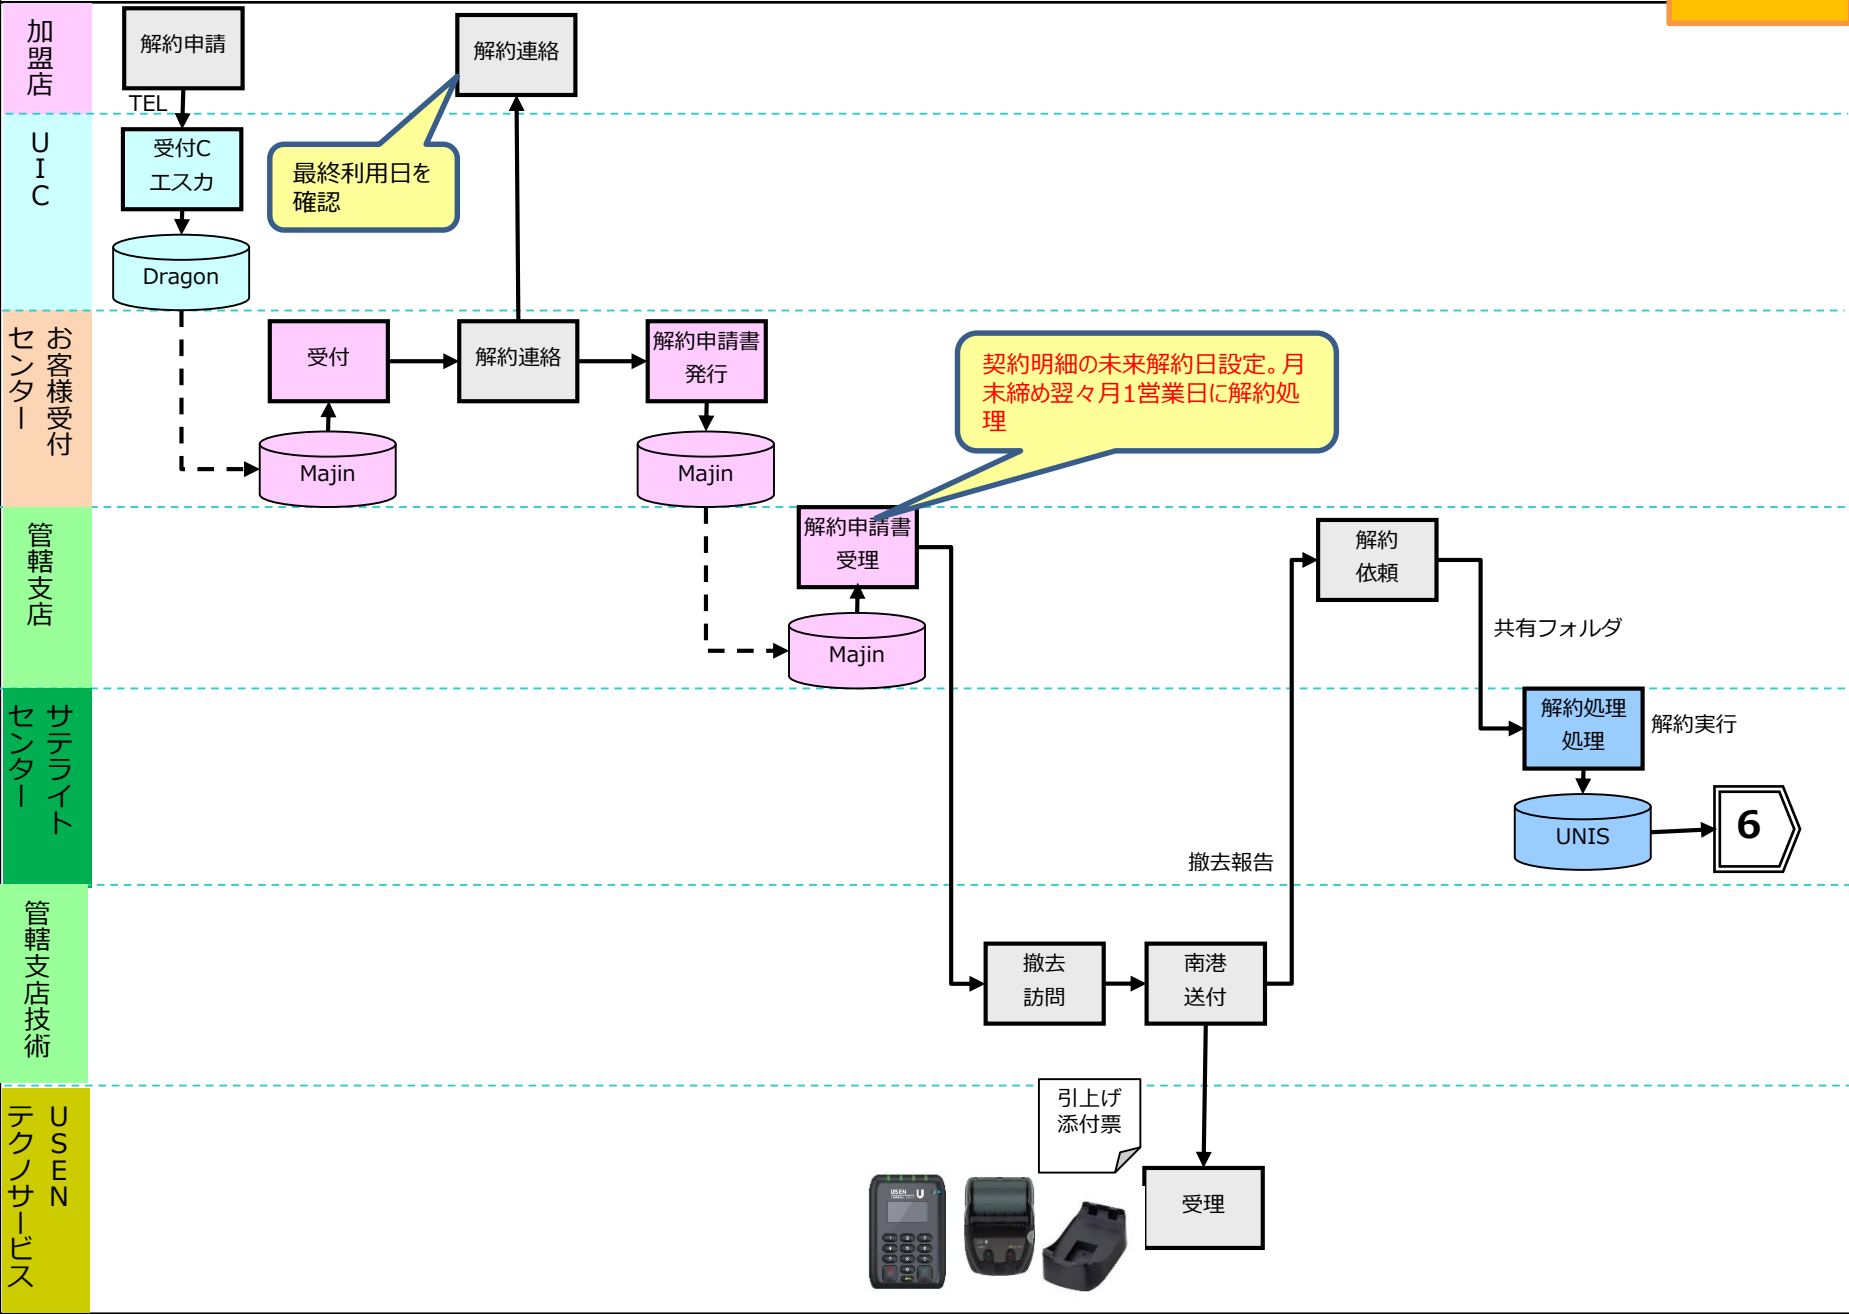 加盟店
解約申請
TEL
解約連絡
UIC
受付C
エスカ
Dragon
最終利用日を
確認
お客様受付
センター
受付
Majin
解約連絡
解約申請書
発行
Majin
契約明細の未来解約日設定。月
末締め翌々月1営業日に解約処
理
管轄支店
解約申請書
受理
Majin
解約
依頼
共有フォルダ
サテライト
センター
解約処理
処理
解約実行
UNIS
6
撤去報告
管轄支店技術
撤去
訪問
南港
送付
USEN
テクノサービス
引上げ
添付票
受理
USEN U